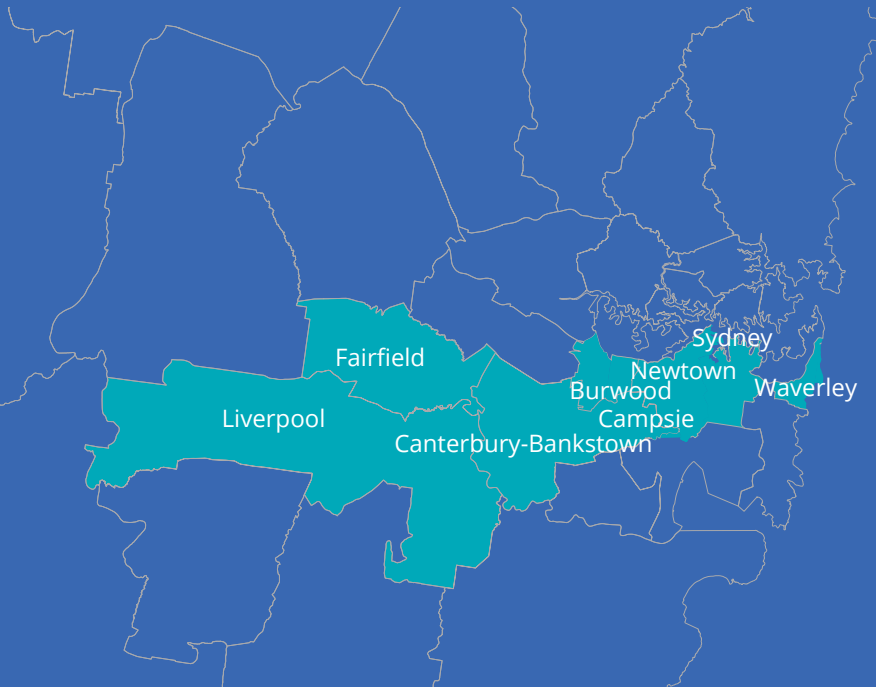 Sydney
Fairfield
Newtown
Burwood
Waverley
Liverpool
Campsie
Canterbury-Bankstown